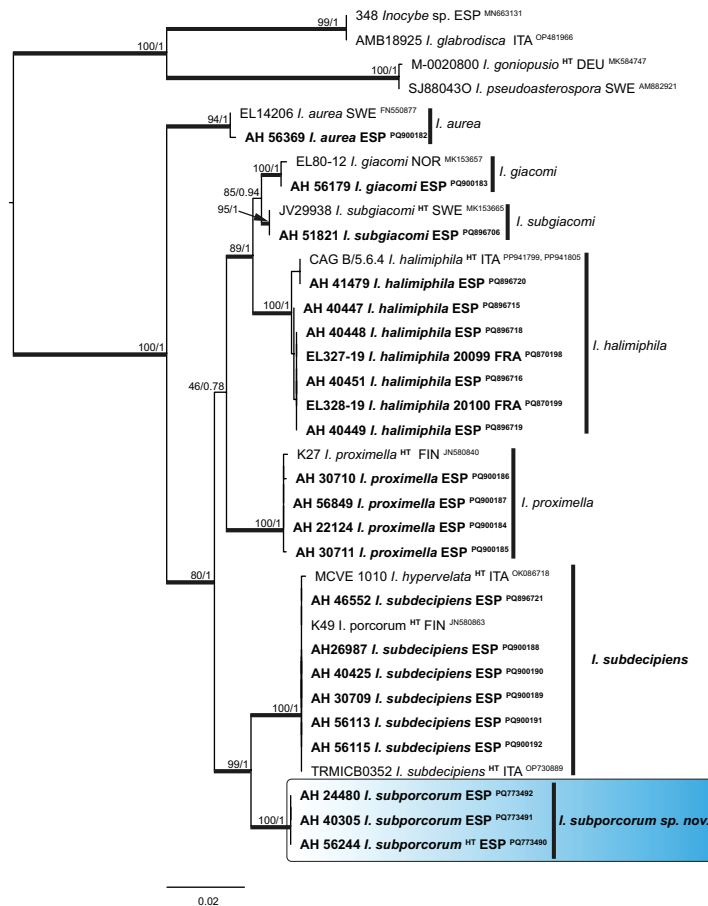 348 Inocybe sp. ESP MN663131
99/1
AMB18925 I. glabrodisca ITA OP481966
100/1
M-0020800 I. goniopusio HT DEU MK584747
100/1
SJ88043O I. pseudoasterospora SWE AM882921
EL14206 I. aurea SWE FN550877
94/1
I. aurea
AH 56369 I. aurea ESP PQ900182
EL80-12 I. giacomi NOR MK153657
100/1
I. giacomi
AH 56179 I. giacomi ESP PQ900183
85/0.94
95/1
JV29938 I. subgiacomi HT SWE MK153665
I. subgiacomi
AH 51821 I. subgiacomi ESP PQ896706
89/1
CAG B/5.6.4 I. halimiphila HT ITA PP941799, PP941805
AH 41479 I. halimiphila ESP PQ896720
100/1
AH 40447 I. halimiphila ESP PQ896715
AH 40448 I. halimiphila ESP PQ896718
I. halimiphila
100/1
EL327-19 I. halimiphila 20099 FRA PQ870198
AH 40451 I. halimiphila ESP PQ896716
46/0.78
EL328-19 I. halimiphila 20100 FRA PQ870199
AH 40449 I. halimiphila ESP PQ896719
K27 I. proximella HT FIN JN580840
AH 30710 I. proximella ESP PQ900186
AH 56849 I. proximella ESP PQ900187
I. proximella
100/1
AH 22124 I. proximella ESP PQ900184
AH 30711 I. proximella ESP PQ900185
80/1
MCVE 1010 I. hypervelata HT ITA OK086718
AH 46552 I. subdecipiens ESP PQ896721
K49 I. porcorum HT FIN JN580863
AH26987 I. subdecipiens ESP PQ900188
I. subdecipiens
AH 40425 I. subdecipiens ESP PQ900190
AH 30709 I. subdecipiens ESP PQ900189
100/1
AH 56113 I. subdecipiens ESP PQ900191
AH 56115 I. subdecipiens ESP PQ900192
99/1
TRMICB0352 I. subdecipiens HT ITA OP730889
AH 24480 I. subporcorum ESP PQ773492
100/1
AH 40305 I. subporcorum ESP PQ773491
I. subporcorum sp. nov.
AH 56244 I. subporcorum HT ESP PQ773490
0.02